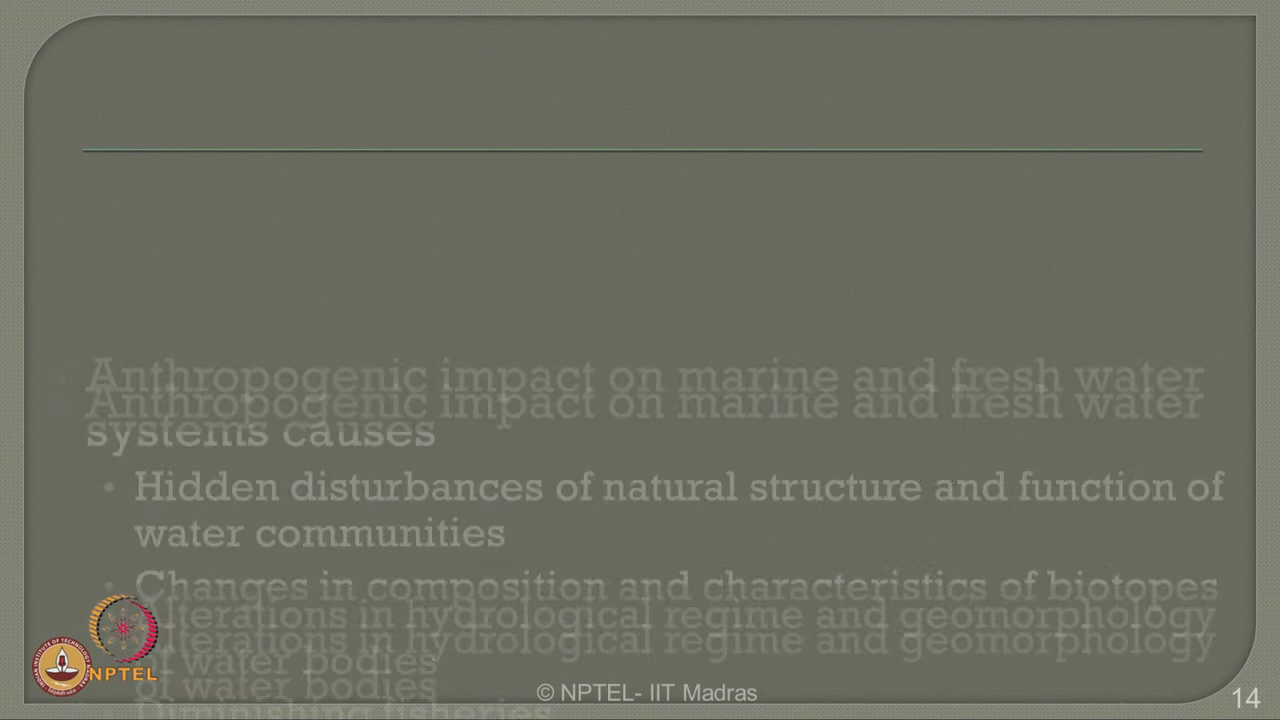 Anthropogenic impact on marine and fresh water
Anthropogenic impact on marine and fresh water
systems causes
• Hidden disturbances of natural structure and function of
water communities
• Changes in composition and characteristics of biotopes
Alterations in hydrological regime and geomorphology
Alterations in hydrological regime and geomorphology
of water bodies
of water bodies
Diminishing fisheries
NPTEL
© NPTEL- IIT Madras
14